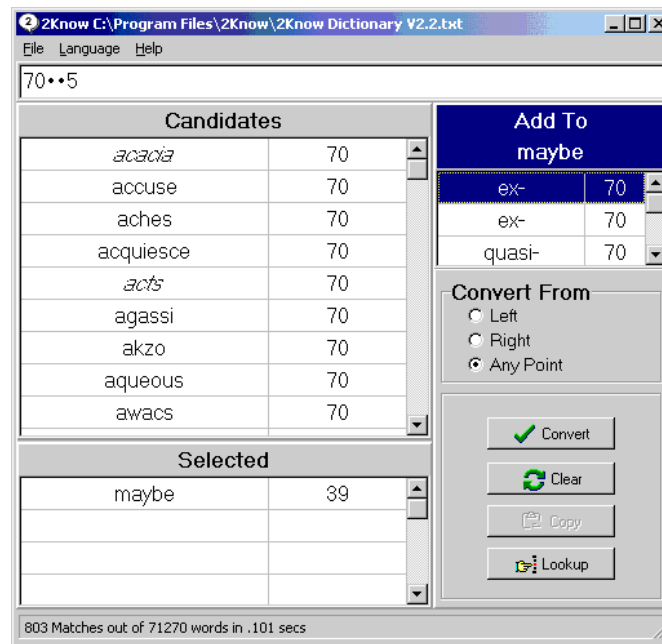 2Know C:\Program Files\2Know\2Know Dictionary V2.2.txt
File Language Help
70••5
Candidates
acacia 70
accuse 70
aches 70
acquiesce 70
acts 70
agassi 70
akzo 70
aqueous 70
awacs 70
Add To
maybe
ex- 70
ex- 70
quasi- 70
Convert From
Left
Right
Any Point
Selected
maybe 39
Convert
Clear
Copy
Lookup
803 Matches out of 71270 words in .101 secs